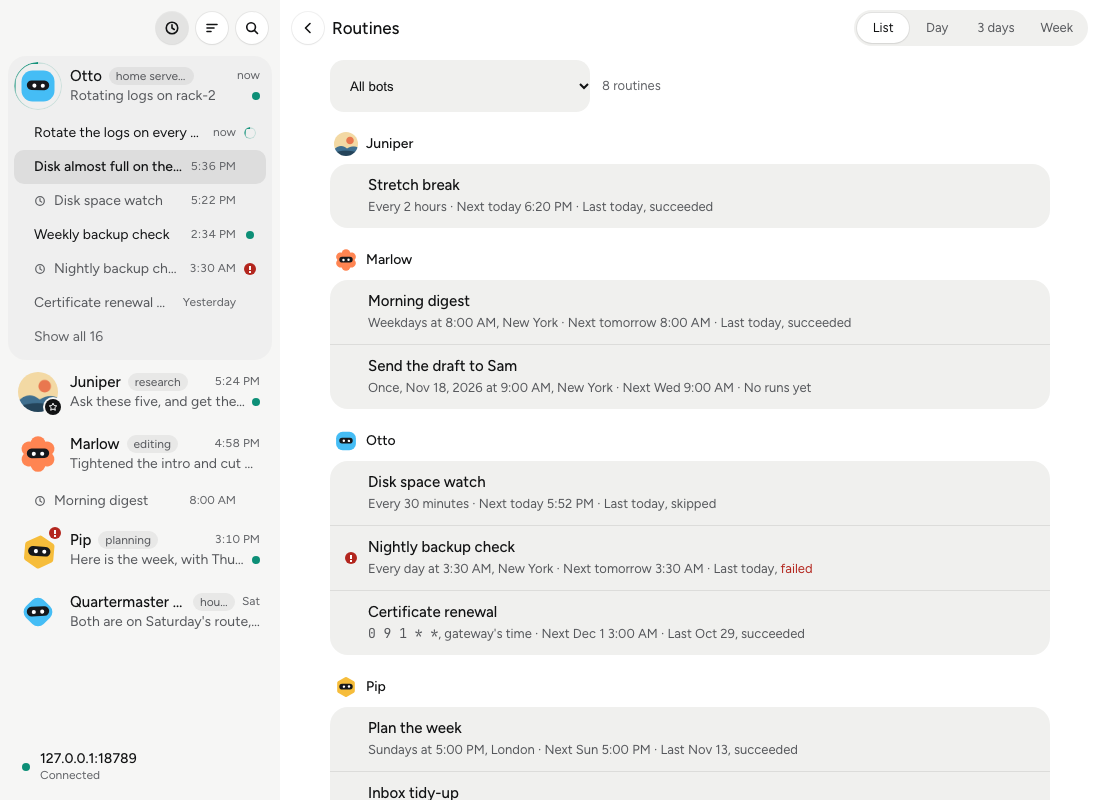 Otto home serve... now
Rotating logs on rack-2
Rotate the logs on every ... now
Disk almost full on the... 5:36 PM
Disk space watch 5:22 PM
Weekly backup check 2:34 PM
Nightly backup ch... 3:30 AM
Certificate renewal ... Yesterday
Show all 16
Juniper research 5:24 PM
Ask these five, and get the...
Marlow editing 4:58 PM
Tightened the intro and cut ...
Morning digest 8:00 AM
Pip planning 3:10 PM
Here is the week, with Thu...
Quartermaster ... hou... Sat
Both are on Saturday's route,...
127.0.0.1:18789
Connected
Routines
List Day 3 days Week
All bots 8 routines
Juniper
Stretch break
Every 2 hours · Next today 6:20 PM · Last today, succeeded
Marlow
Morning digest
Weekdays at 8:00 AM, New York · Next tomorrow 8:00 AM · Last today, succeeded
Send the draft to Sam
Once, Nov 18, 2026 at 9:00 AM, New York · Next Wed 9:00 AM · No runs yet
Otto
Disk space watch
Every 30 minutes · Next today 5:52 PM · Last today, skipped
Nightly backup check
Every day at 3:30 AM, New York · Next tomorrow 3:30 AM · Last today, failed
Certificate renewal
0 9 1 * *, gateway's time · Next Dec 1 3:00 AM · Last Oct 29, succeeded
Pip
Plan the week
Sundays at 5:00 PM, London · Next Sun 5:00 PM · Last Nov 13, succeeded
Inbox tidy-up